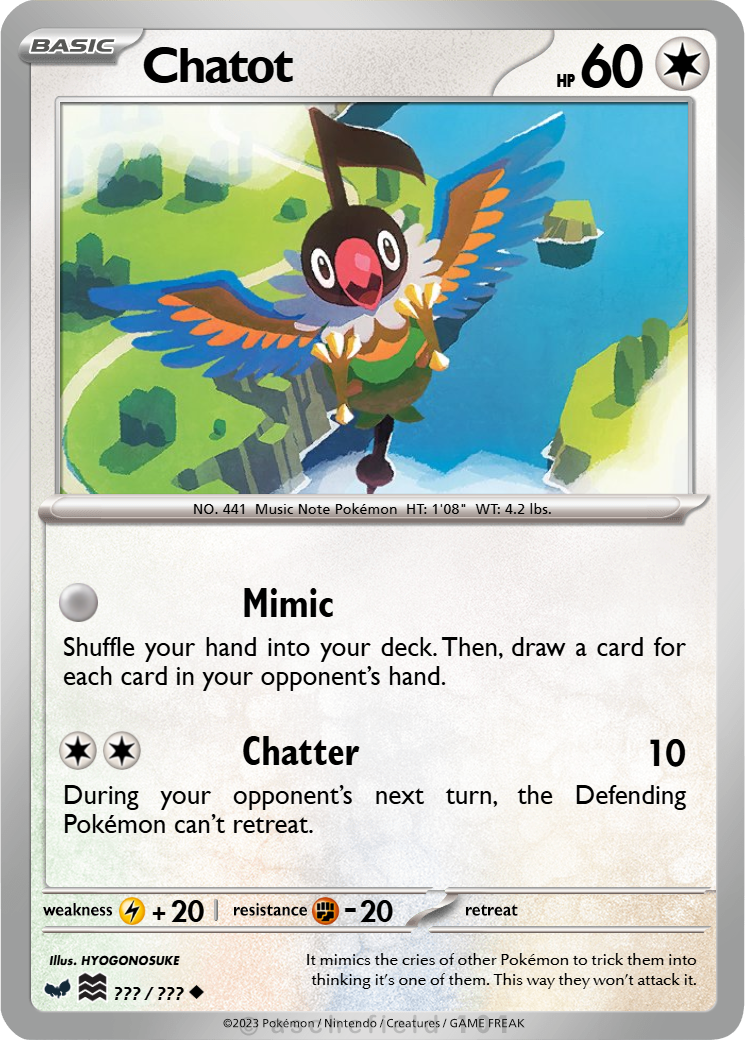 BASIC
Chatot
HP 60
NO. 441 Music Note Pokémon HT: 1'08" WT: 4.2 lbs.
Mimic
Shuffle your hand into your deck. Then, draw a card for
each card in your opponent's hand.
Chatter 10
During your opponent's next turn, the Defending
Pokémon can't retreat.
weakness + 20 resistance - 20 retreat
Illus. HYOGONOSUKE
It mimics the cries of other Pokémon to trick them into
thinking it's one of them. This way they won't attack it.
??? / ???
©2023 Pokémon / Nintendo / Creatures / GAME FREAK